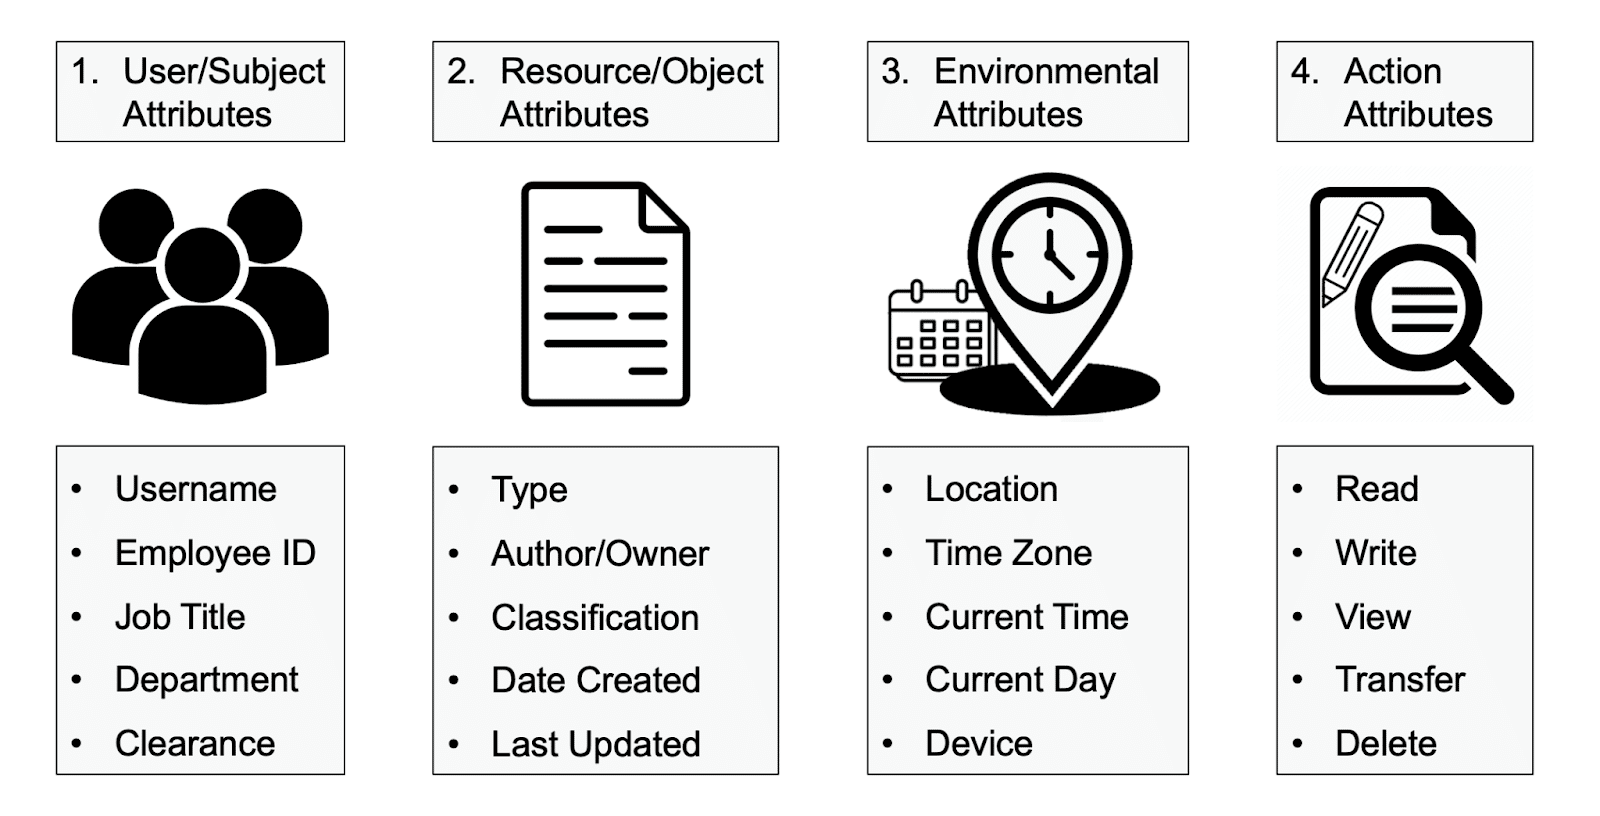 1. User/Subject
Attributes
2. Resource/Object
Attributes
3. Environmental
Attributes
4. Action
Attributes
• Username
• Employee ID
• Job Title
• Department
• Clearance
• Type
• Author/Owner
• Classification
• Date Created
• Last Updated
• Location
• Time Zone
• Current Time
• Current Day
• Device
• Read
• Write
• View
• Transfer
• Delete